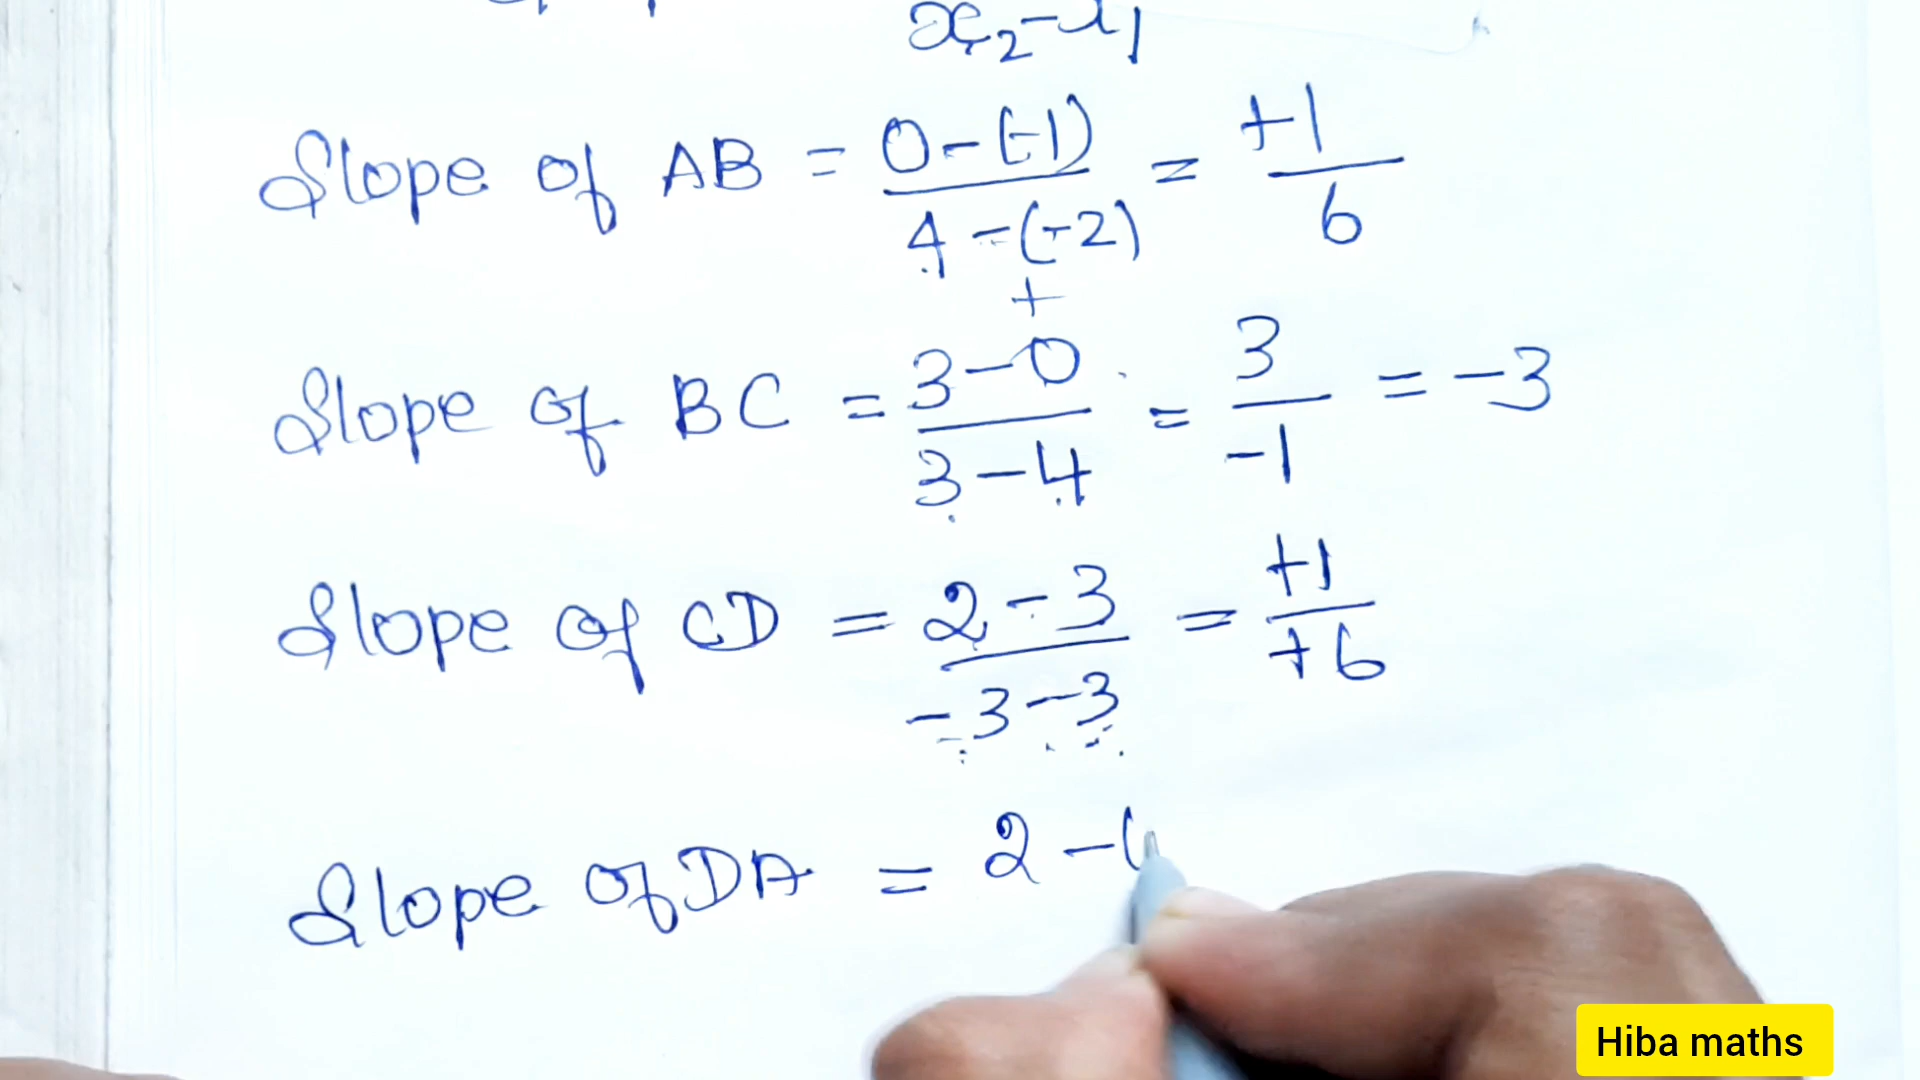 x₂-x₁
Slope of AB = 0-(-1) / 4-(-2) = +1 / 6
+
Slope of BC = 3-0 / 3-4 = 3 / -1 = -3
Slope of CD = 2-3 / -3-3 = +1 / +6
Slope of DA = 2-(
Hiba maths